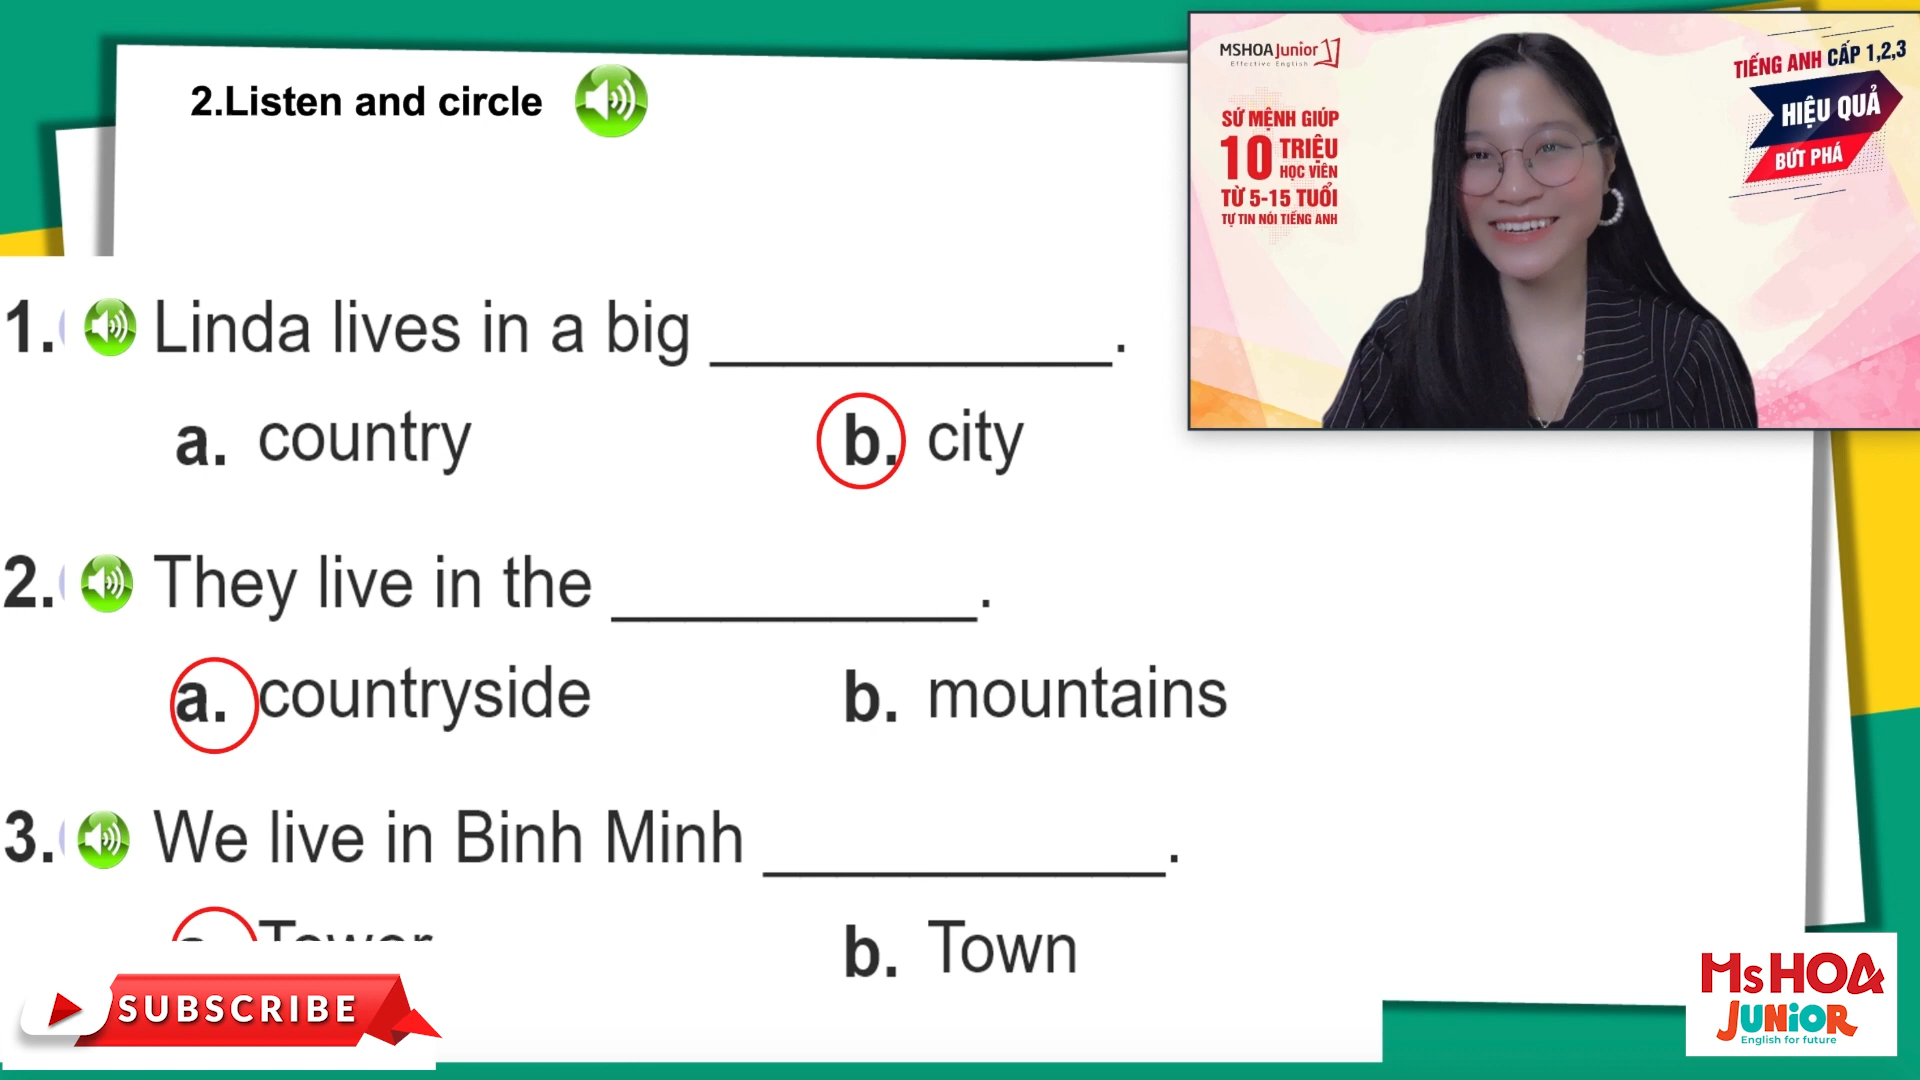 2.Listen and circle
1. Linda lives in a big ____________.
a. country
b. city
2. They live in the ___________.
a. countryside
b. mountains
3. We live in Binh Minh ____________.
a. Tower
b. Town
SUBSCRIBE
MSHOA Junior
Effective English
SỨ MỆNH GIÚP
10 TRIỆU
HỌC VIÊN
TỪ 5-15 TUỔI
TỰ TIN NÓI TIẾNG ANH
TIẾNG ANH CẤP 1,2,3
HIỆU QUẢ
BỨT PHÁ
MsHOA
JUNIOR
English for future